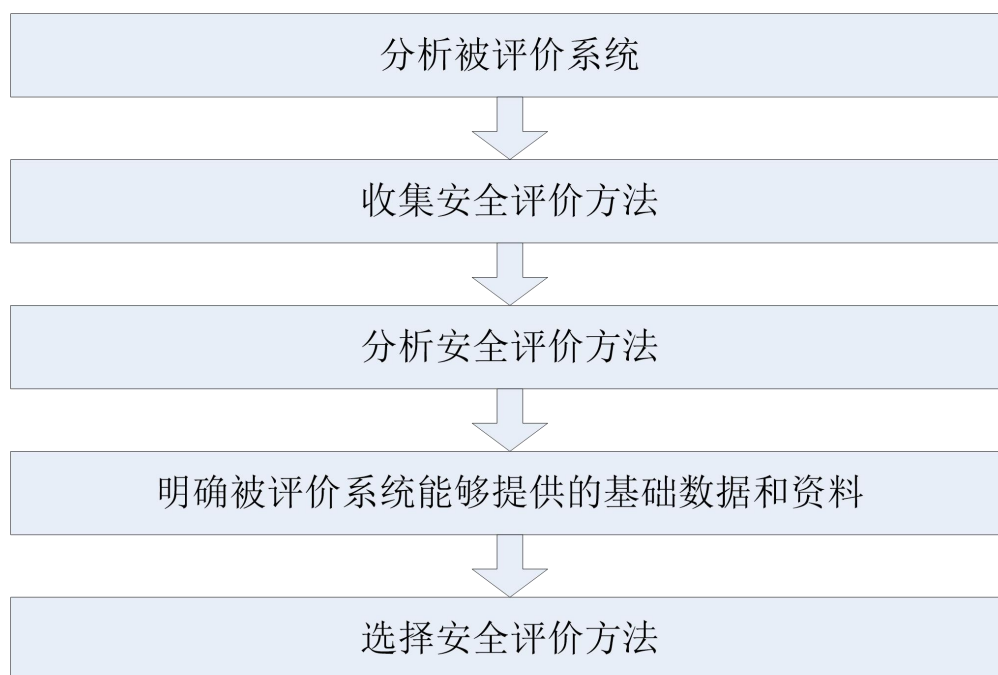 分析被评价系统
收集安全评价方法
分析安全评价方法
明确被评价系统能够提供的基础数据和资料
选择安全评价方法